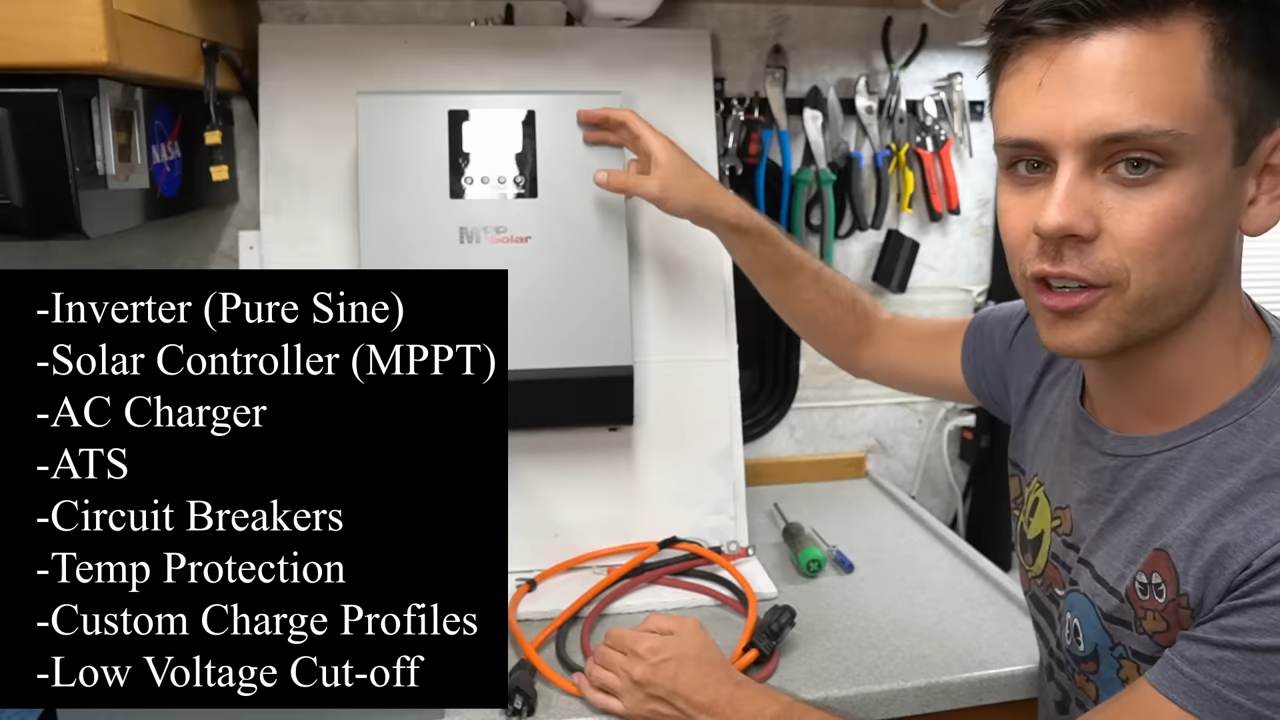 NASA
MPP
Solar
-Inverter (Pure Sine)
-Solar Controller (MPPT)
-AC Charger
-ATS
-Circuit Breakers
-Temp Protection
-Custom Charge Profiles
-Low Voltage Cut-off